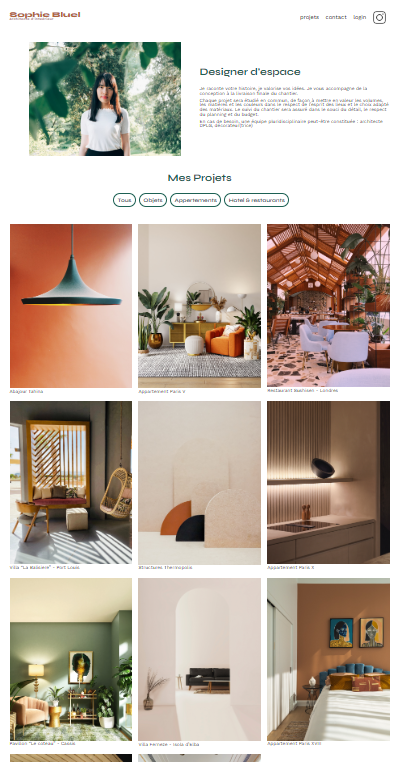 Sophie Bluel
projets contact login
Designer d'espace
Je raconte votre histoire, je valorise vos idées. Je vous accompagne de la
conception à la livraison finale du chantier.
Chaque projet sera étudié en commun, de façon à mettre en valeur les volumes,
les matières et les couleurs dans le respect de l'esprit des lieux et le choix adapté
des matériaux. Le suivi du chantier sera assuré dans le souci du détail, le respect
du planning et du budget.
En cas de besoin, une équipe pluridisciplinaire peut être constituée : architecte
DPLG, décorateur(trice)
Mes Projets
Tous Objets Appartements Hotel & restaurants
Abajour Tahina
Appartement Paris V
Restaurant Sushisen - Londres
Villa "La Balisiere" - Port Louis
Structures Thermopolis
Appartement Paris X
Pavillon "Le coteau" - Cassis
Villa Ferneze - Isola d'Elba
Appartement Paris XVIII